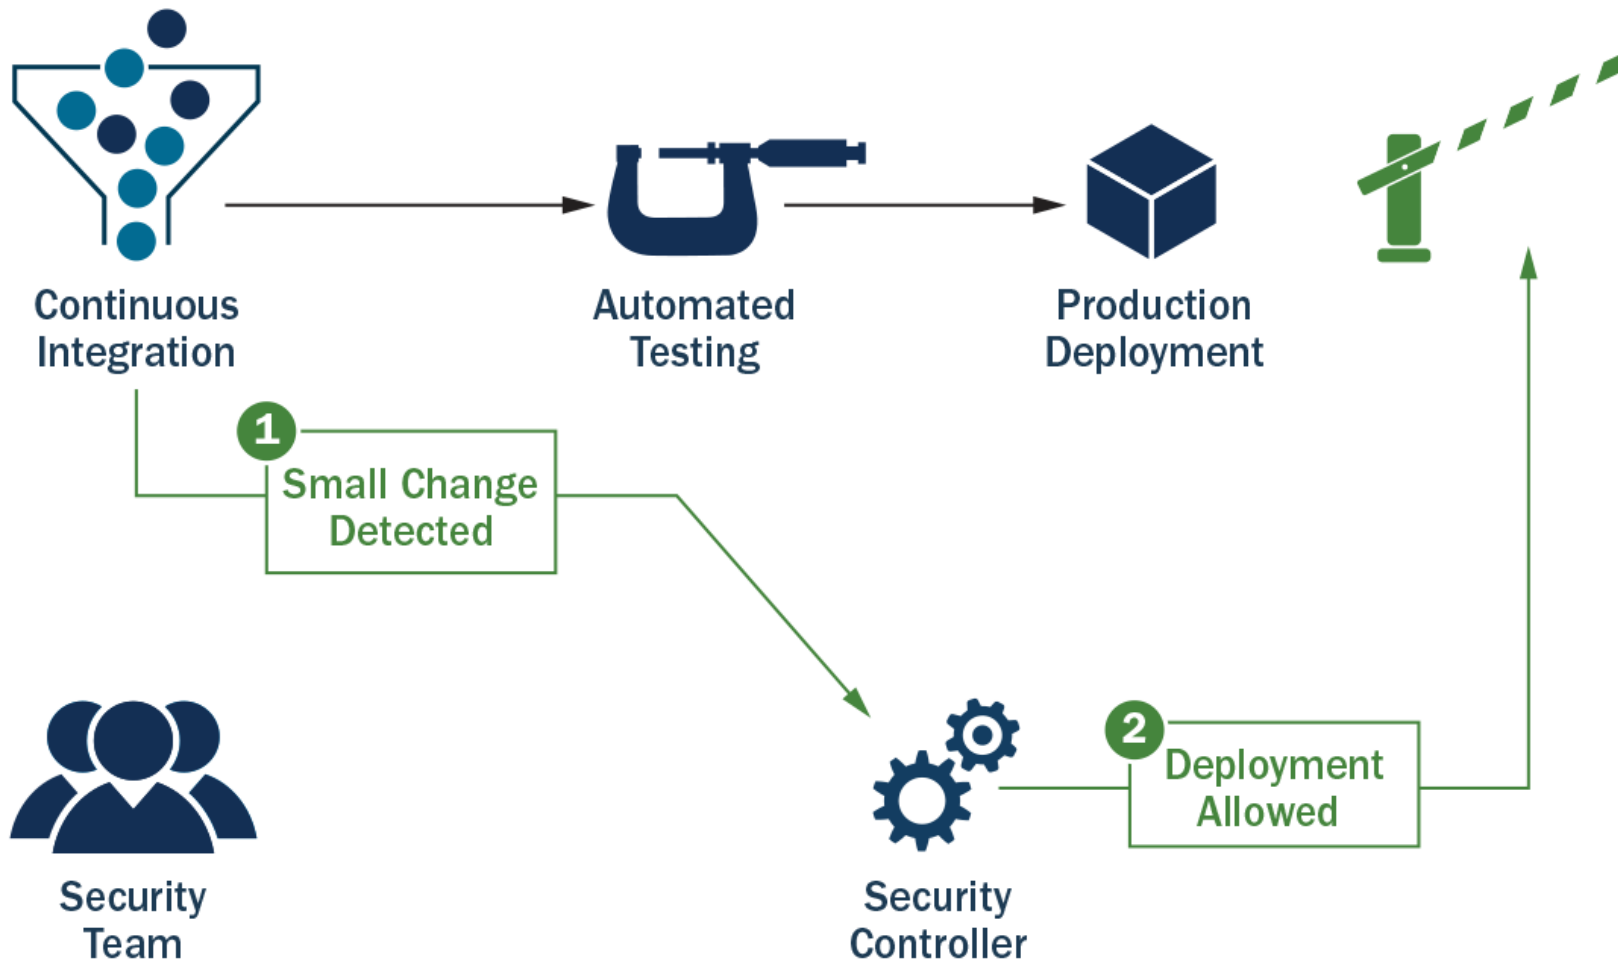 Continuous
Integration
Automated
Testing
Production
Deployment
1
Small Change
Detected
2
Deployment
Allowed
Security
Team
Security
Controller